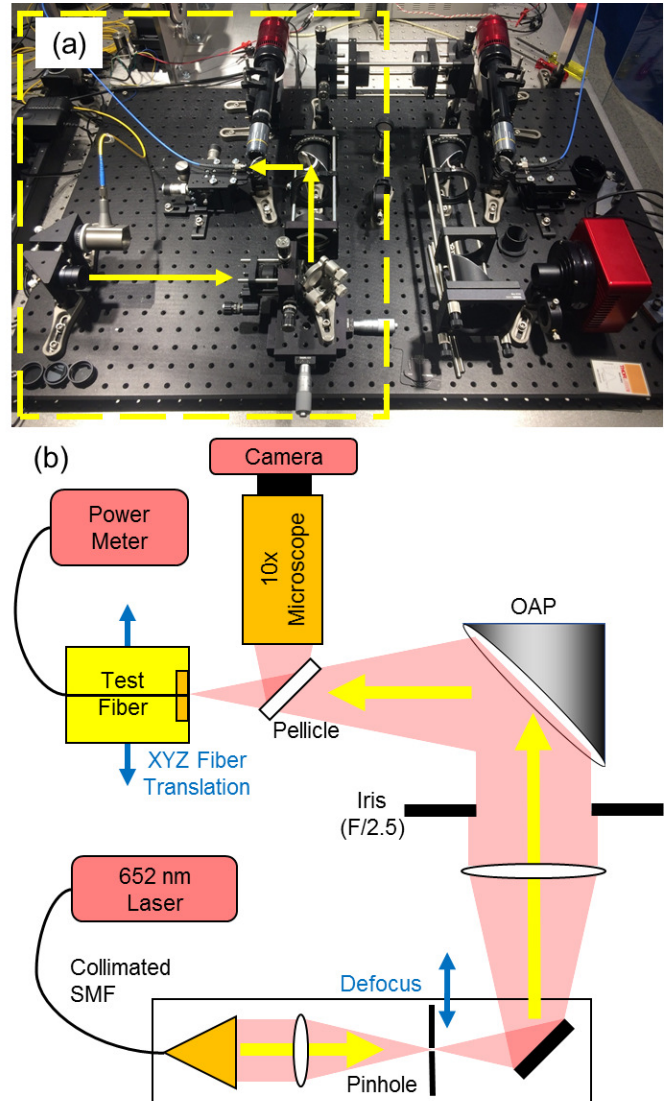 (a)
(b)
Camera
Power
Meter
10x
Microscope
OAP
Test
Fiber
Pellicle
XYZ Fiber
Translation
Iris
(F/2.5)
652 nm
Laser
Collimated
SMF
Defocus
Pinhole